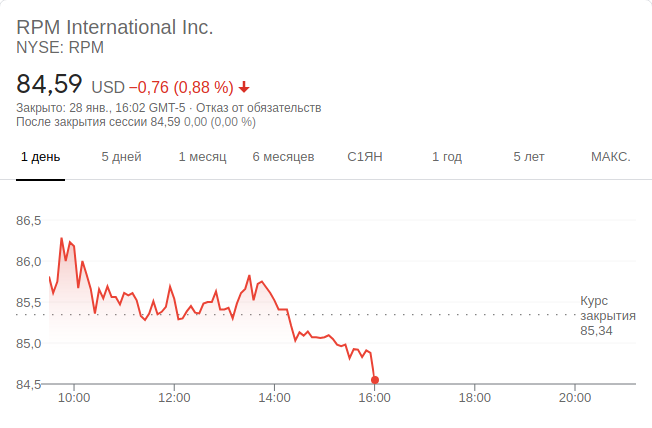 RPM International Inc.
NYSE: RPM
84,59 USD −0,76 (0,88 %)
Закрыто: 28 янв., 16:02 GMT-5 · Отказ от обязательств
После закрытия сессии 84,59 0,00 (0,00 %)
1 день 5 дней 1 месяц 6 месяцев С1ЯН 1 год 5 лет МАКС.
86,5
86,0
85,5
Курс
закрытия
85,34
85,0
84,5
10:00 12:00 14:00 16:00 18:00 20:00